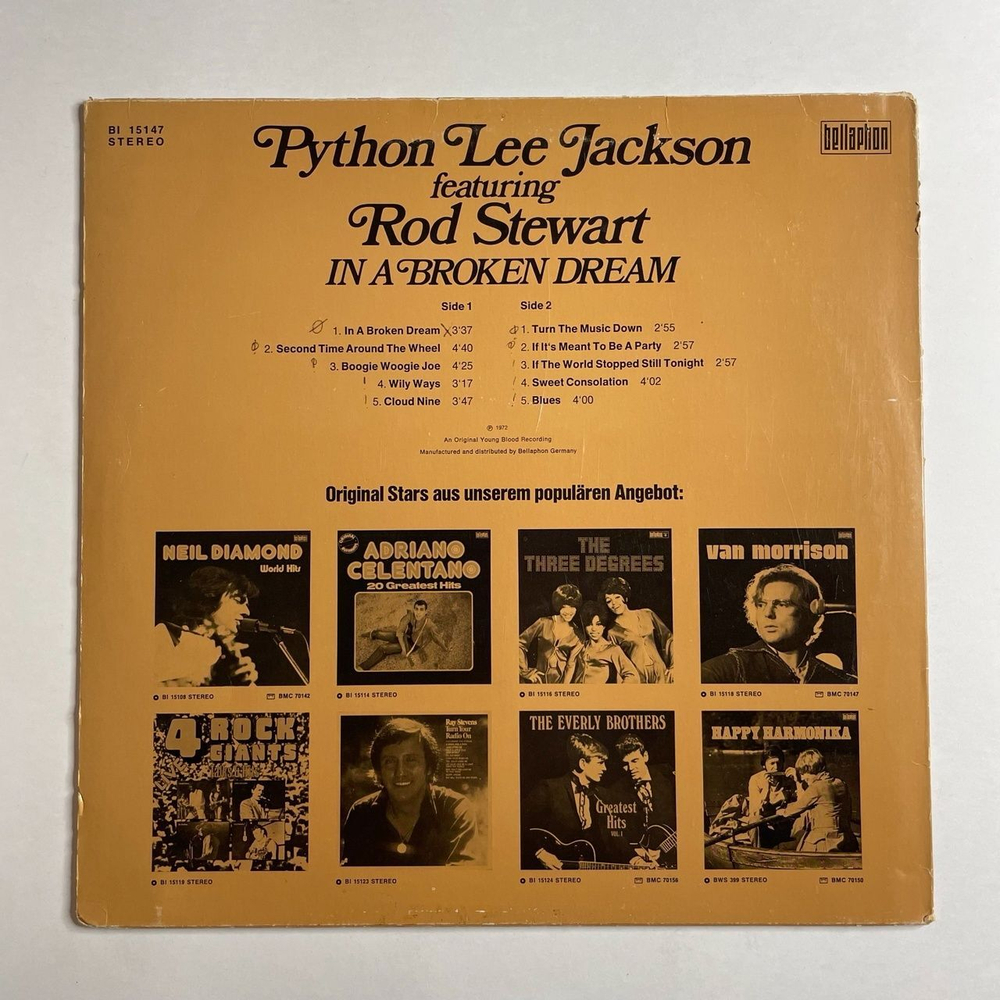 BI 15147
STEREO
bellaphon
Python Lee Jackson
featuring
Rod Stewart
IN A BROKEN DREAM
Side 1
1. In A Broken Dream 3'37
2. Second Time Around The Wheel 4'40
3. Boogie Woogie Joe 4'25
4. Wily Ways 3'17
5. Cloud Nine 3'47
Side 2
1. Turn The Music Down 2'55
2. If It's Meant To Be A Party 2'57
3. If The World Stopped Still Tonight 2'57
4. Sweet Consolation 4'02
5. Blues 4'00
℗ 1972
An Original Young Blood Recording
Manufactured and distributed by Bellaphon Germany
Original Stars aus unserem populären Angebot:
NEIL DIAMOND
World Hits
BI 15108 STEREO BMC 70142
ADRIANO
CELENTANO
20 Greatest Hits
BI 15114 STEREO
THE
THREE DEGREES
BI 15116 STEREO
van morrison
BI 15118 STEREO BMC 70147
4 ROCK
GIANTS
BI 15119 STEREO
Ray Stevens
Turn Your
Radio On
BI 15123 STEREO
THE EVERLY BROTHERS
Greatest
Hits
VOL. 1
BI 15124 STEREO BMC 70156
HAPPY HARMONIKA
BWS 399 STEREO BMC 70150